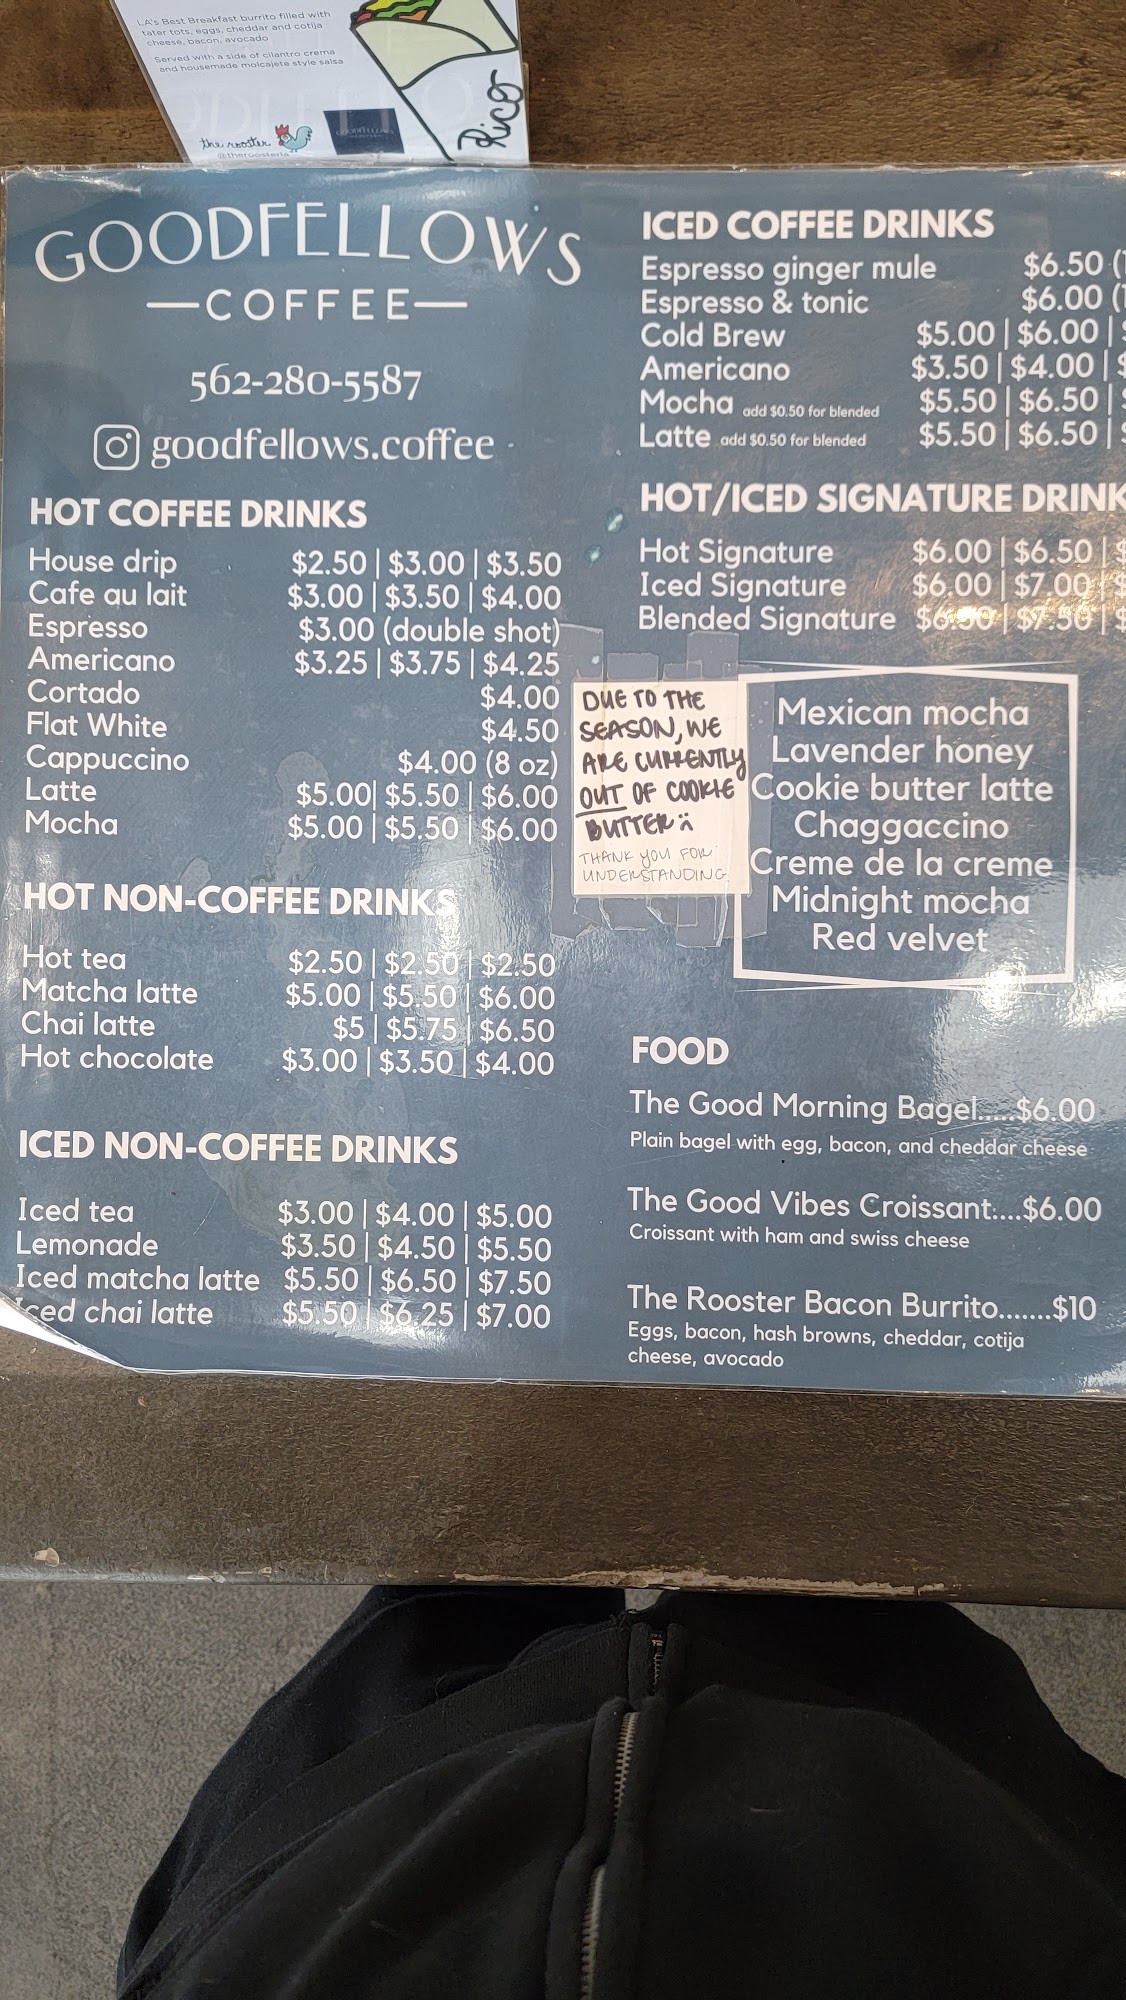 LA's Best Breakfast burrito filled with
tater tots, eggs, cheddar and cotija
cheese, bacon, avocado
Served with a side of cilantro crema
and housemade molcajete style salsa
the rooster
@theroosterla
Rico
GOODFELLOWS
COFFEE
562-280-5587
goodfellows.coffee
HOT COFFEE DRINKS
House drip $2.50 | $3.00 | $3.50
Cafe au lait $3.00 | $3.50 | $4.00
Espresso $3.00 (double shot)
Americano $3.25 | $3.75 | $4.25
Cortado $4.00
Flat White $4.50
Cappuccino $4.00 (8 oz)
Latte $5.00| $5.50 | $6.00
Mocha $5.00 | $5.50 | $6.00
HOT NON-COFFEE DRINKS
Hot tea $2.50 | $2.50 | $2.50
Matcha latte $5.00 | $5.50 | $6.00
Chai latte $5 | $5.75 | $6.50
Hot chocolate $3.00 | $3.50 | $4.00
ICED NON-COFFEE DRINKS
Iced tea $3.00 | $4.00 | $5.00
Lemonade $3.50 | $4.50 | $5.50
Iced matcha latte $5.50 | $6.50 | $7.50
Iced chai latte $5.50 | $6.25 | $7.00
ICED COFFEE DRINKS
Espresso ginger mule $6.50 (1
Espresso & tonic $6.00 (1
Cold Brew $5.00 | $6.00 | $
Americano $3.50 | $4.00 | $
Mocha add $0.50 for blended $5.50 | $6.50 |
Latte add $0.50 for blended $5.50 | $6.50 | $
HOT/ICED SIGNATURE DRINK
Hot Signature $6.00 | $6.50 | $
Iced Signature $6.00 | $7.00 | $
Blended Signature $6.50 | $7.50 | $
DUE TO THE
SEASON, WE
ARE CURRENTLY
OUT OF COOKIE
BUTTER
THANK YOU FOR
UNDERSTANDING.
Mexican mocha
Lavender honey
Cookie butter latte
Chaggaccino
Creme de la creme
Midnight mocha
Red velvet
FOOD
The Good Morning Bagel.....$6.00
Plain bagel with egg, bacon, and cheddar cheese
The Good Vibes Croissant....$6.00
Croissant with ham and swiss cheese
The Rooster Bacon Burrito.......$10
Eggs, bacon, hash browns, cheddar, cotija
cheese, avocado